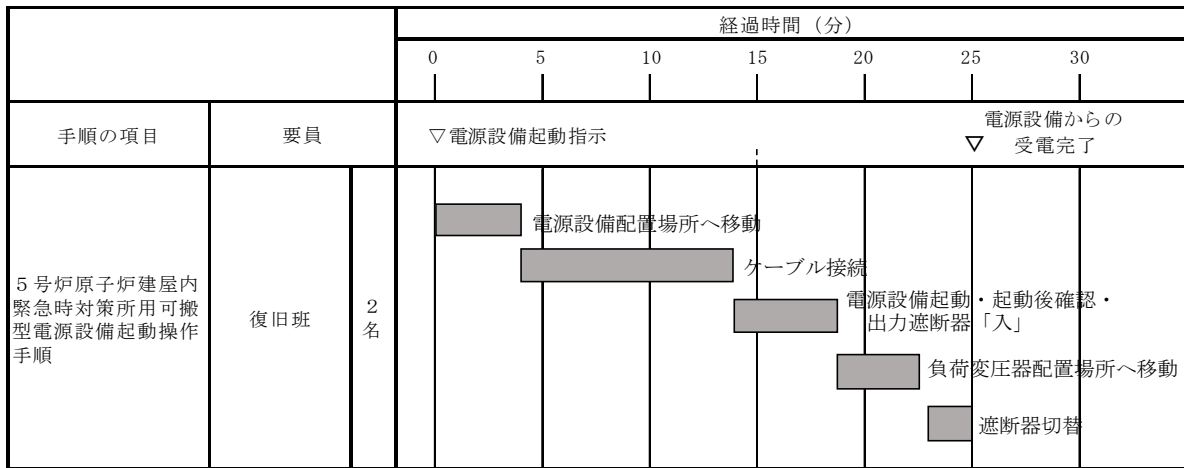 経過時間（分）
0 5 10 15 20 25 30
手順の項目
要員
▽電源設備起動指示
電源設備からの
受電完了
▽
５号炉原子炉建屋内
緊急時対策所用可搬
型電源設備起動操作
手順
復旧班
２
名
電源設備配置場所へ移動
ケーブル接続
電源設備起動・起動後確認・
出力遮断器「入」
負荷変圧器配置場所へ移動
遮断器切替